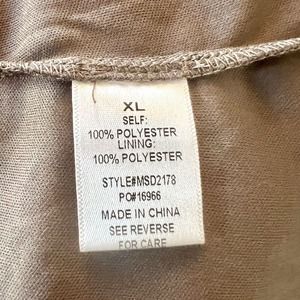 XL
SELF:
100% POLYESTER
LINING:
100% POLYESTER
STYLE#MSD2178
PO#16966
MADE IN CHINA
SEE REVERSE
FOR CARE